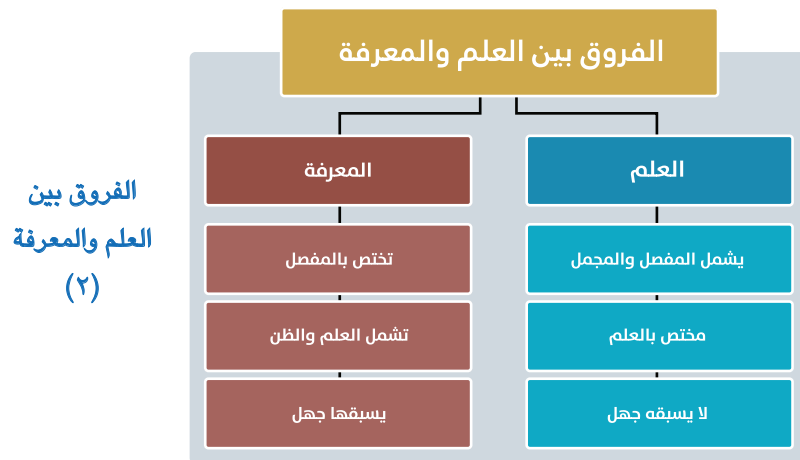 الفروق بين العلم والمعرفة
الفروق بين
العلم والمعرفة
(٢)
العلم
يشمل المفصل والمجمل
مختص بالعلم
لا يسبقه جهل
المعرفة
تختص بالمفصل
تشمل العلم والظن
يسبقها جهل